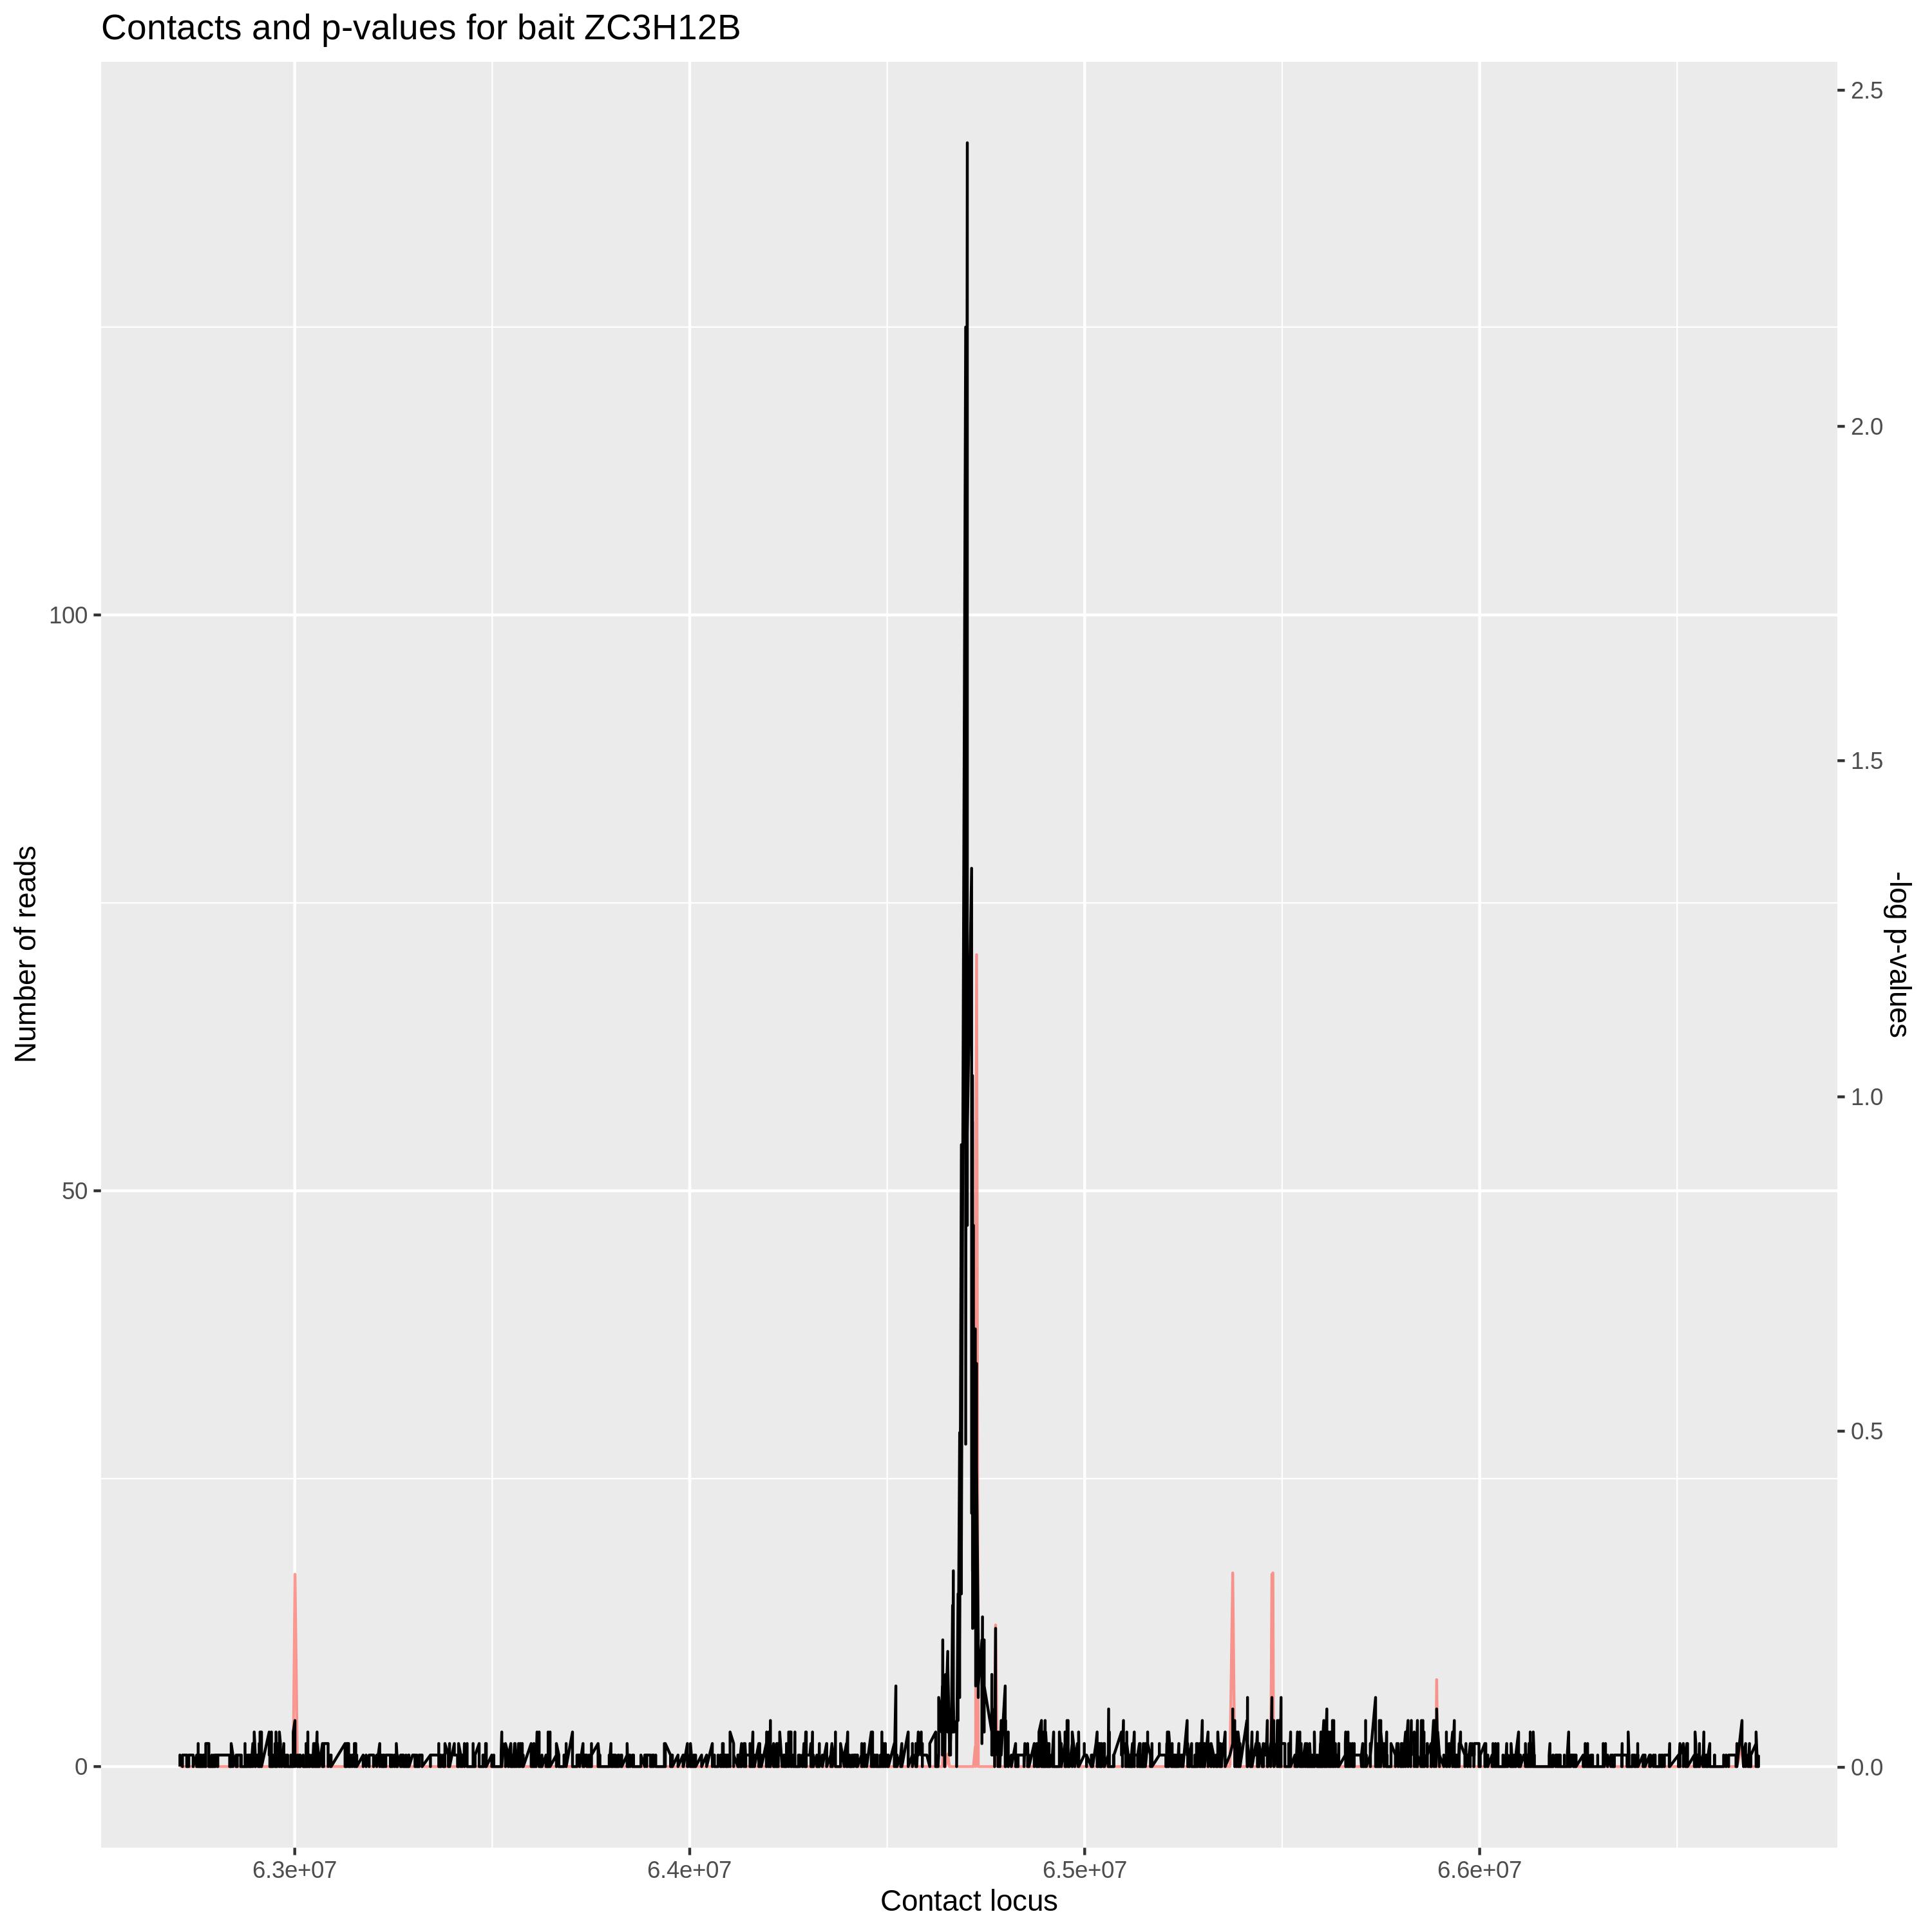 Contacts and p-values for bait ZC3H12B
Number of reads
100
50
0
2.5
2.0
1.5
1.0
0.5
0.0
-log p-values
6.3e+07 6.4e+07 6.5e+07 6.6e+07
Contact locus